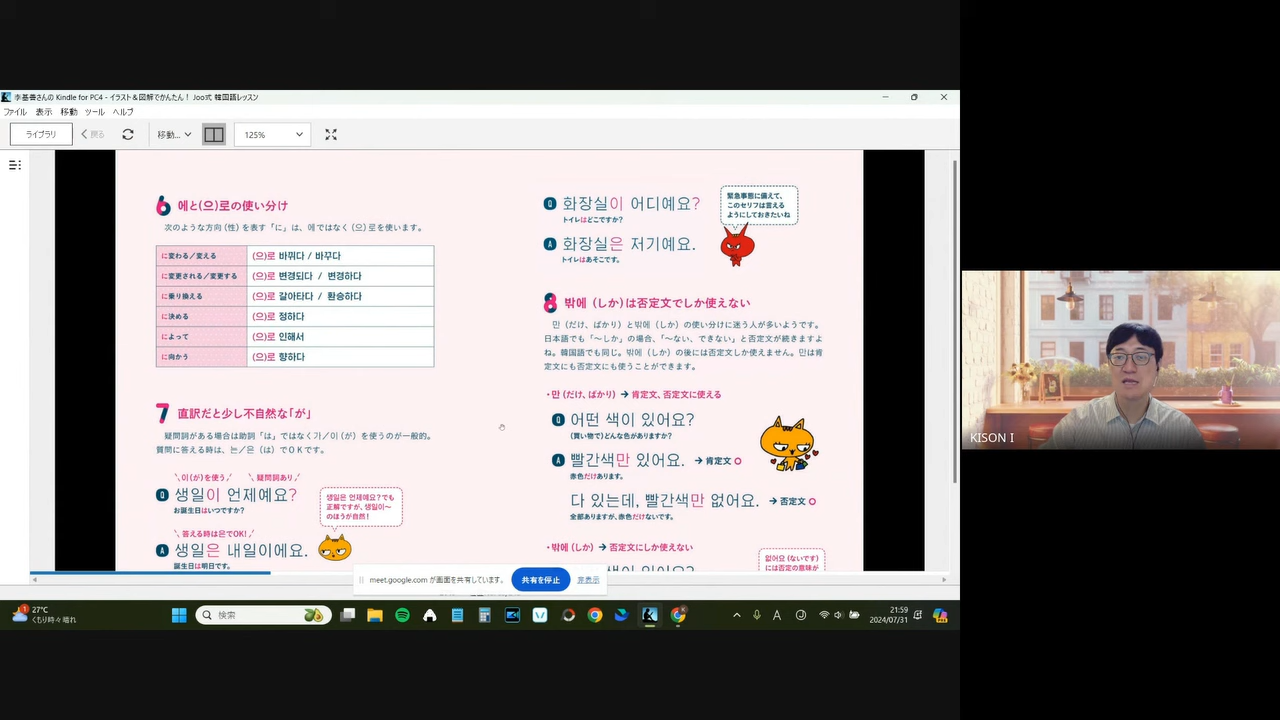 李基善さんの Kindle for PC4 - イラスト&図解でかんたん! Joo式 韓国語レッスン
ファイル 表示 移動 ツール ヘルプ
ライブラリ 戻る 移動... 125%
6 에と(으)로の使い分け
次のような方向(性)を表す「に」は、에ではなく(으)로を使います。
に変わる/変える (으)로 바뀌다 / 바꾸다
に変更される/変更する (으)로 변경되다 / 변경하다
に乗り換える (으)로 갈아타다 / 환승하다
に決める (으)로 정하다
によって (으)로 인해서
に向かう (으)로 향하다
7 直訳だと少し不自然な「が」
疑問詞がある場合は助詞「は」ではなく가/이(が)を使うのが一般的。
質問に答える時は、는/은(は)でOKです。
이(が)を使う 疑問詞あり
Q 생일이 언제예요?
お誕生日はいつですか?
생일은 언제예요?でも
正解ですが、생일이〜
のほうが自然!
答える時は은でOK!
A 생일은 내일이에요.
誕生日は明日です。
Q 화장실이 어디예요?
トイレはどこですか?
緊急事態に備えて、
このセリフは言える
ようにしておきたいね
A 화장실은 저기예요.
トイレはあそこです。
8 밖에(しか)は否定文でしか使えない
만(だけ、ばかり)と밖에(しか)の使い分けに迷う人が多いようです。
日本語でも「〜しか」の場合、「〜ない、できない」と否定文が続きますよ
ね。韓国語でも同じ。밖에(しか)の後には否定文しか使えません。만は肯
定文にも否定文にも使うことができます。
・만(だけ、ばかり)→ 肯定文、否定文に使える
Q 어떤 색이 있어요?
(買い物で)どんな色がありますか?
A 빨간색만 있어요. → 肯定文 O
赤色だけあります。
다 있는데, 빨간색만 없어요. → 否定文 O
全部ありますが、赤色だけないです。
・밖에(しか)→ 否定文にしか使えない
없어요(ないです)
には否定の意味が
meet.google.com が画面を共有しています。 共有を停止 非表示
KISON I
27°C
くもり時々晴れ
検索
A
21:59
2024/07/31